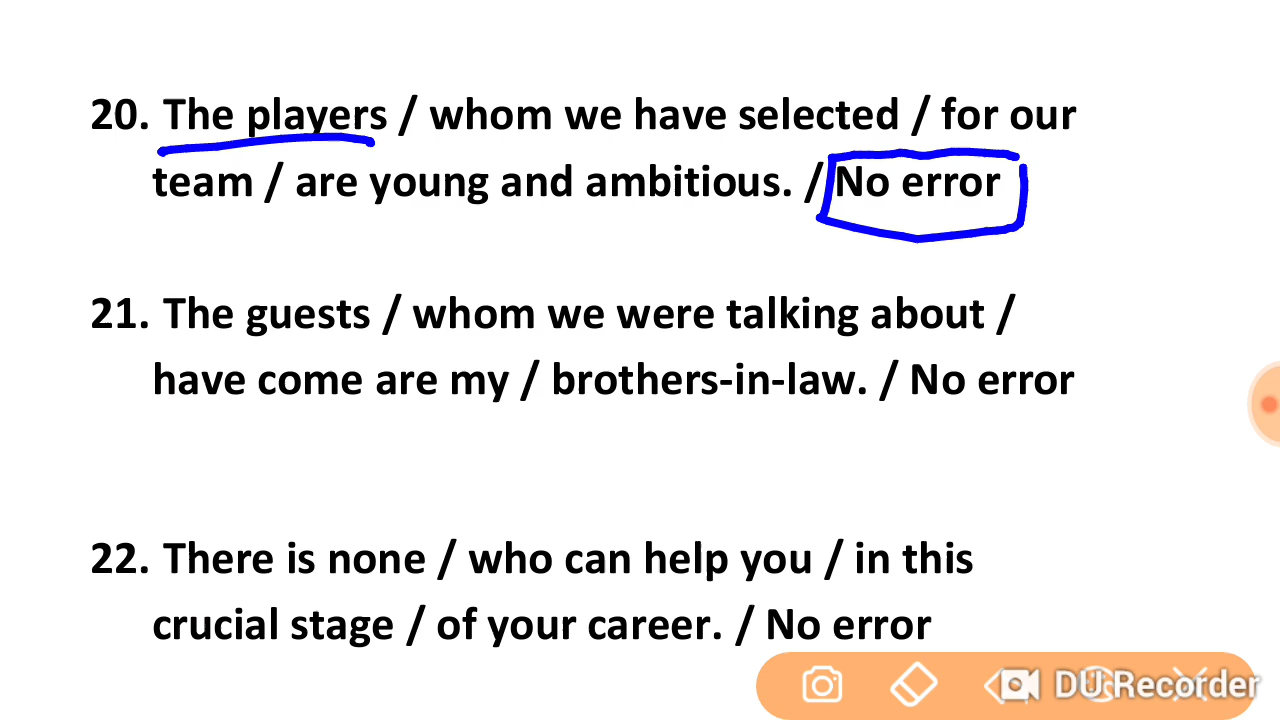 20. The players / whom we have selected / for our
team / are young and ambitious. / No error
21. The guests / whom we were talking about /
have come are my / brothers-in-law. / No error
22. There is none / who can help you / in this
crucial stage / of your career. / No error
DU Recorder